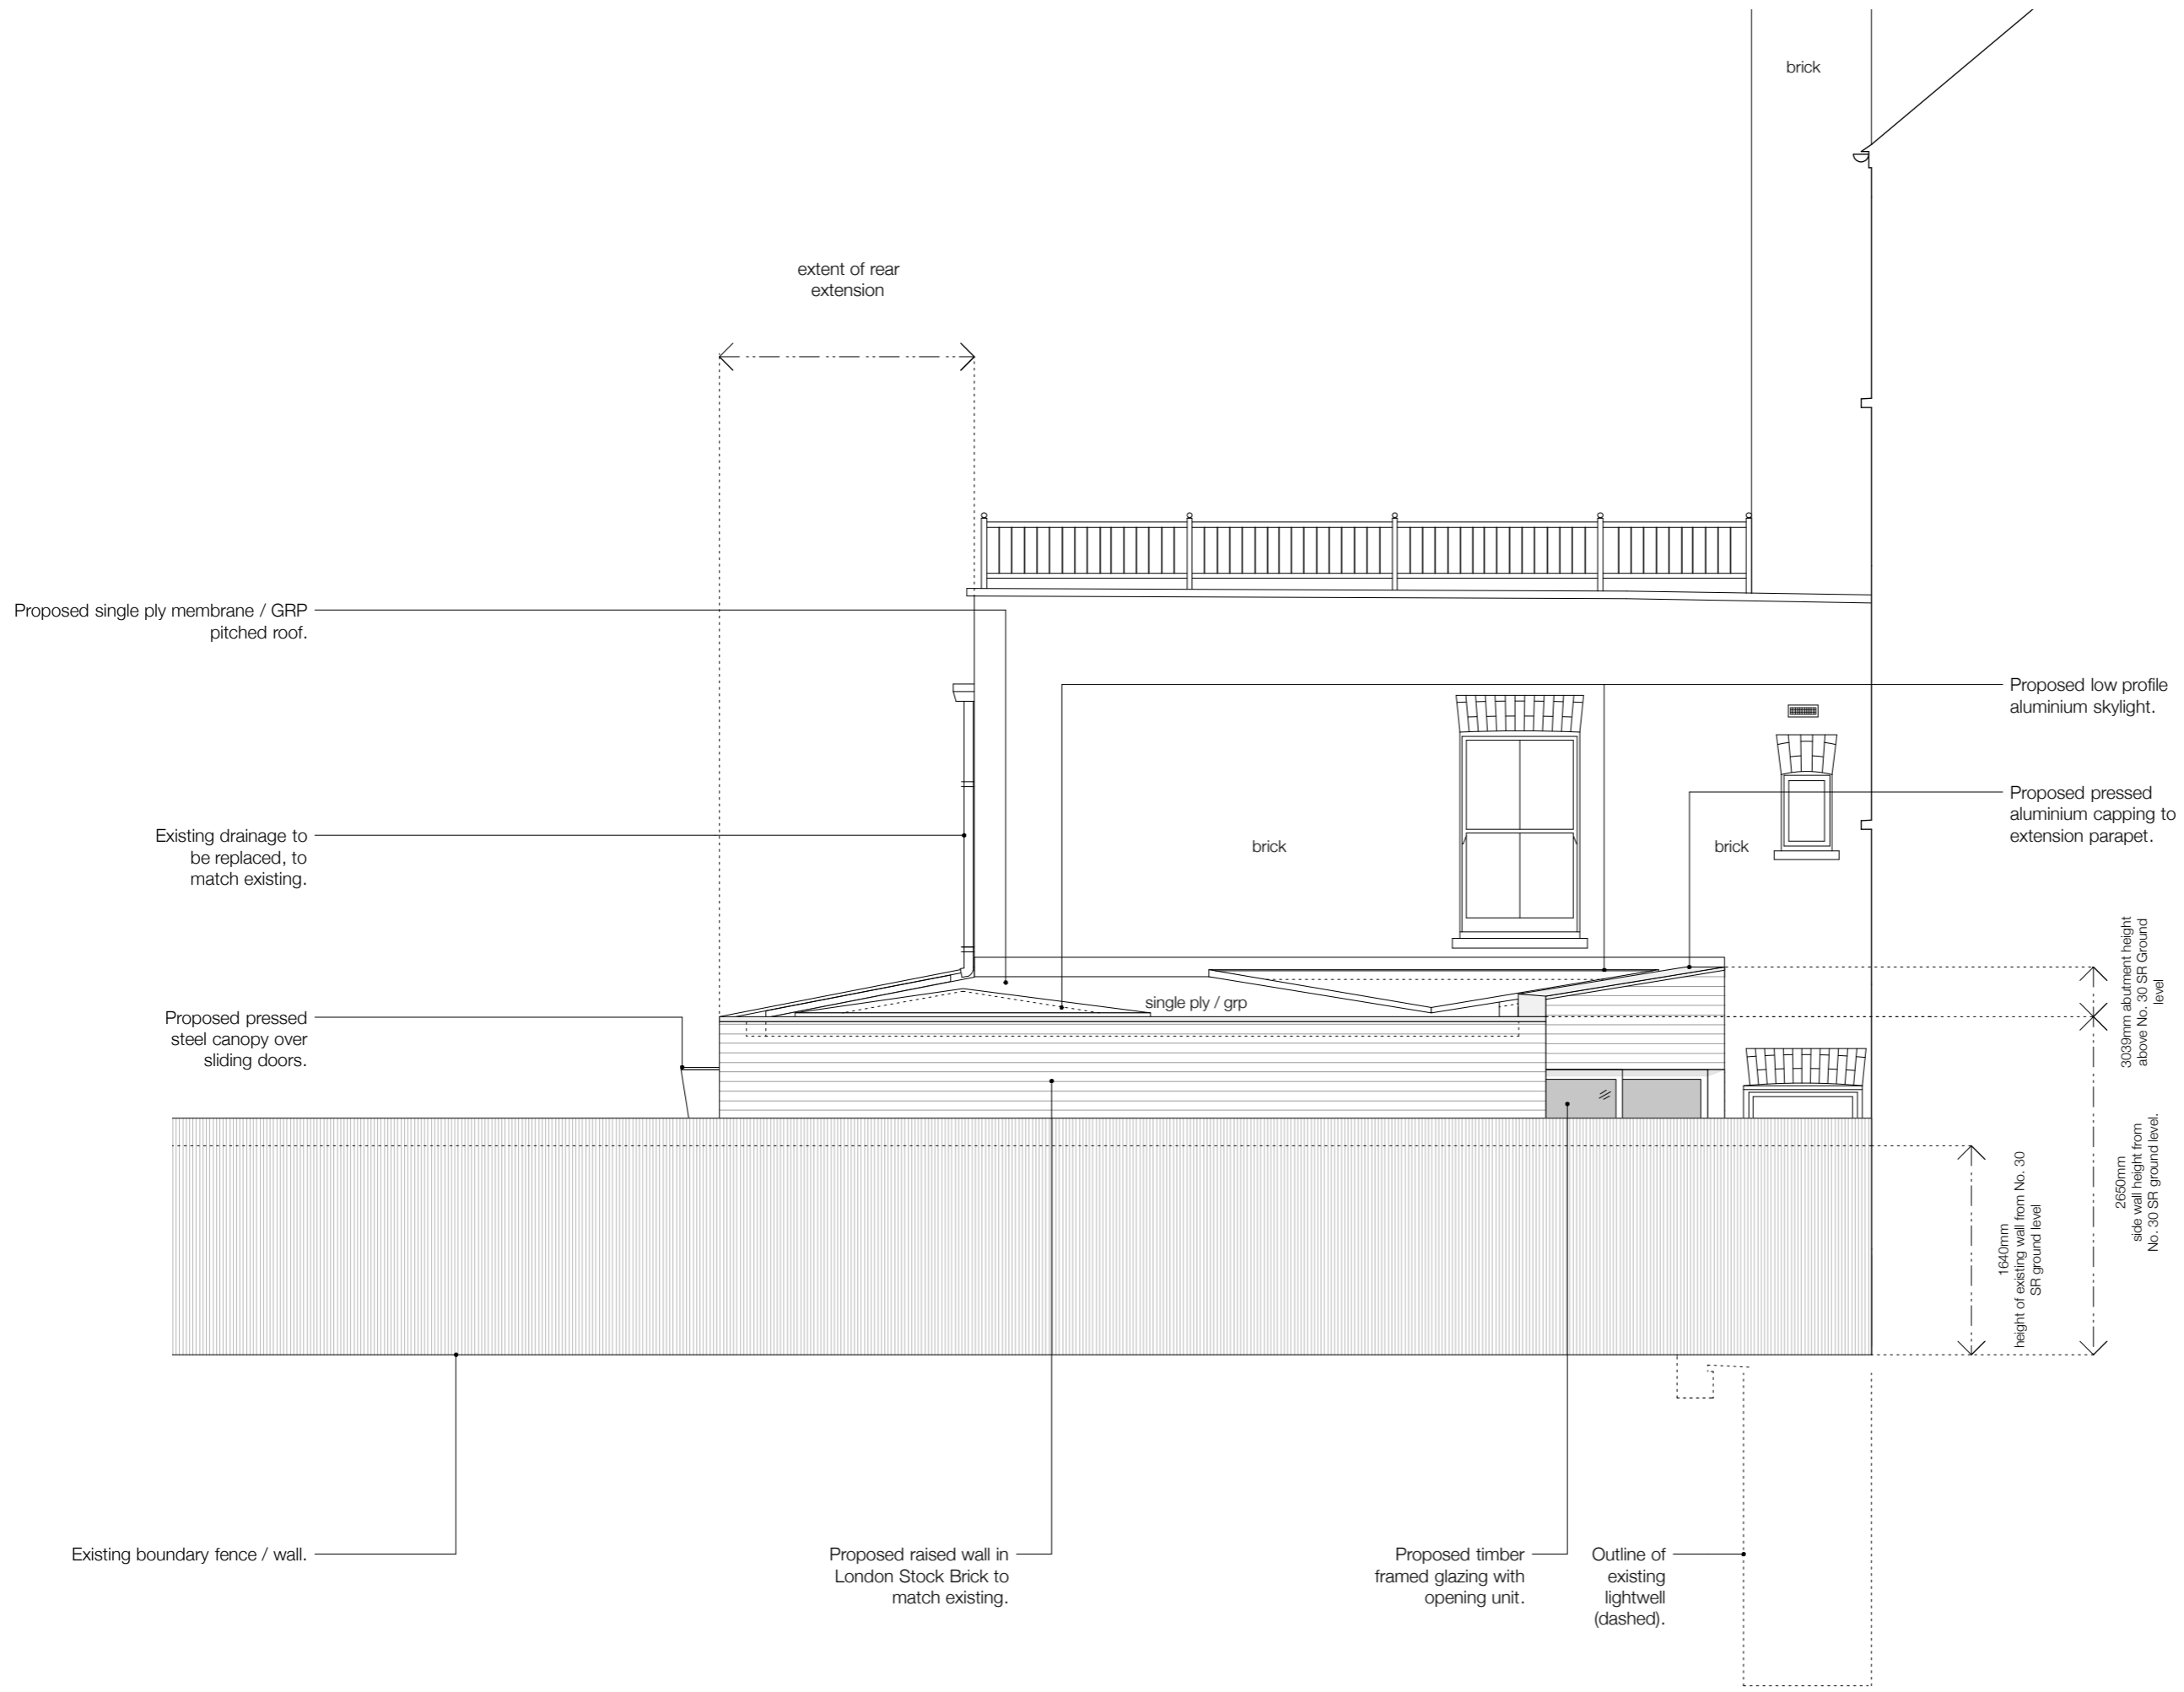 brick
extent of rear
extension
Proposed single ply membrane / GRP
pitched roof.
Proposed low profile
aluminium skylight.
Proposed pressed
aluminium capping to
extension parapet.
Existing drainage to
be replaced, to
match existing.
brick
brick
single ply / grp
Proposed pressed
steel canopy over
sliding doors.
3039mm abutment height
above No. 30 SR Ground
level
2650mm
side wall height from
No. 30 SR ground level.
1640mm
height of existing wall from No. 30
SR ground level
Existing boundary fence / wall.
Proposed raised wall in
London Stock Brick to
match existing.
Proposed timber
framed glazing with
opening unit.
Outline of
existing
lightwell
(dashed).